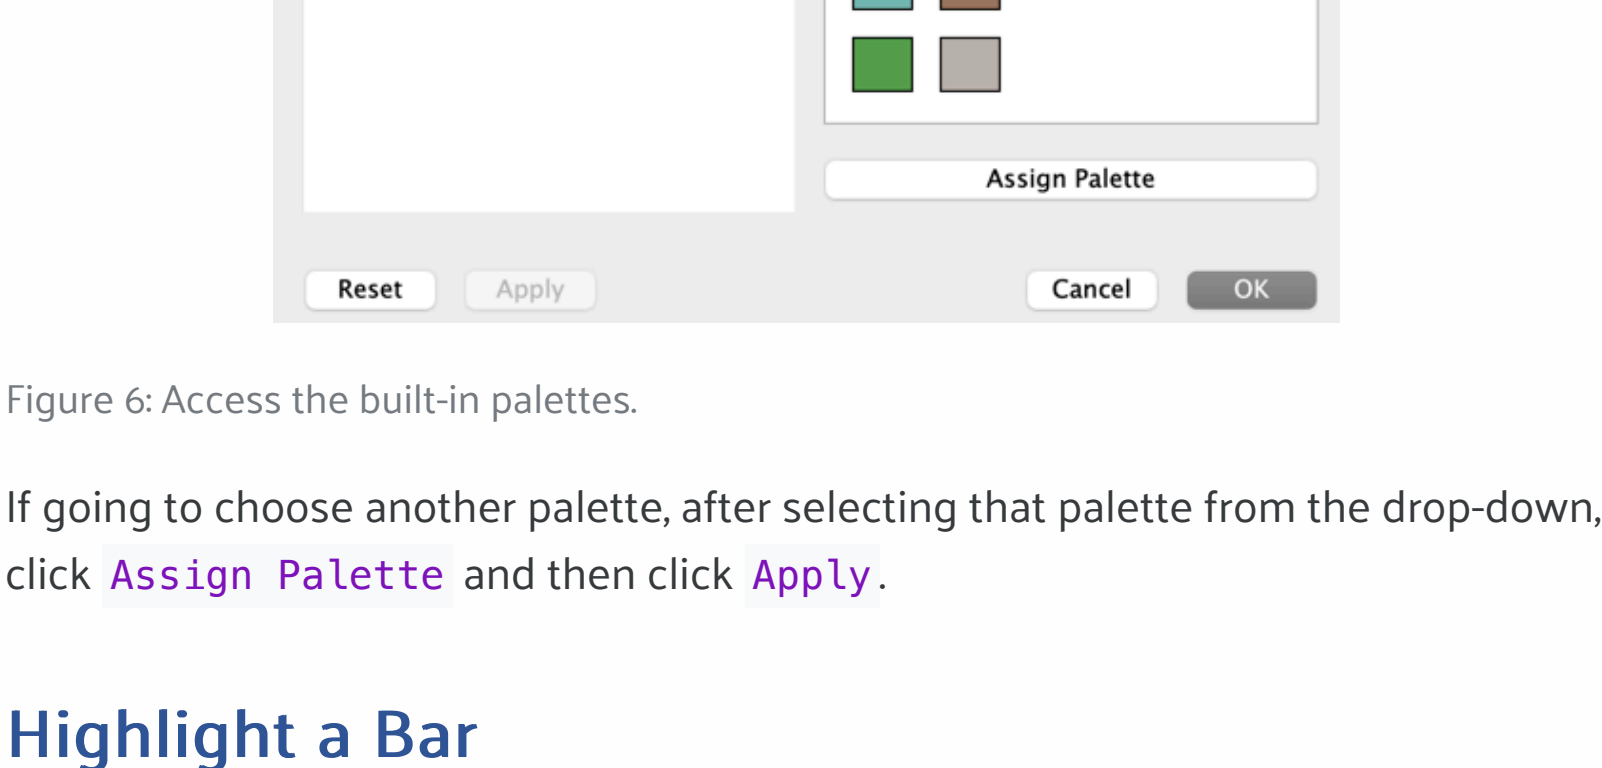 Assign Palette
Reset Apply Cancel OK
Figure 6: Access the built-in palettes.
If going to choose another palette, after selecting that palette from the drop-down,
click Assign Palette and then click Apply.
Highlight a Bar